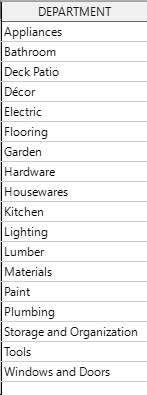 DEPARTMENT
Appliances
Bathroom
Deck Patio
Décor
Electric
Flooring
Garden
Hardware
Housewares
Kitchen
Lighting
Lumber
Materials
Paint
Plumbing
Storage and Organization
Tools
Windows and Doors